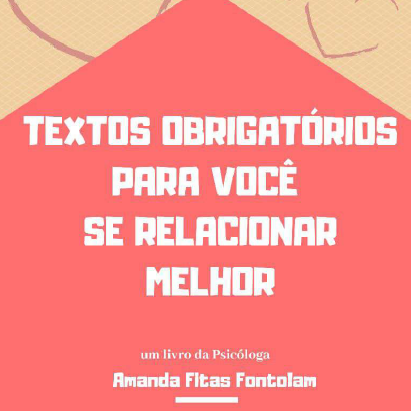 TEXTOS OBRIGATÓRIOS
PARA VOCÊ
SE RELACIONAR
MELHOR
um livro da Psicóloga
Amanda Fitas Fontolam